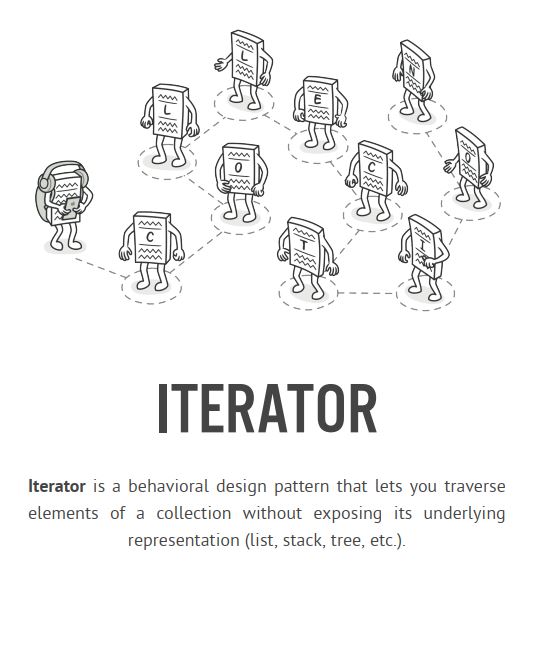 C
O
L
L
E
C
T
I
O
N
ITERATOR
Iterator is a behavioral design pattern that lets you traverse
elements of a collection without exposing its underlying
representation (list, stack, tree, etc.).